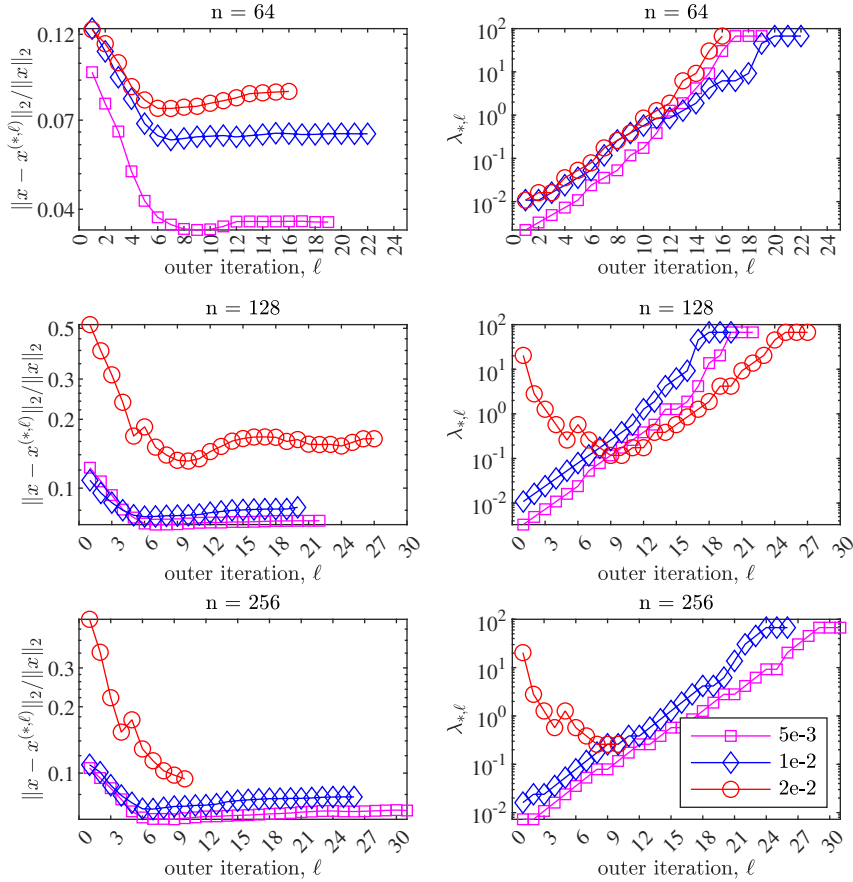 n = 64
0.12
0.07
0.04
‖x − x^(*,ℓ)‖₂/‖x‖₂
0 2 4 6 8 10 12 14 16 18 20 22 24
outer iteration, ℓ
n = 64
10²
10¹
10⁰
10⁻¹
10⁻²
λ*,ℓ
0 2 4 6 8 10 12 14 16 18 20 22 24
outer iteration, ℓ
n = 128
0.5
0.3
0.2
0.1
‖x − x^(*,ℓ)‖₂/‖x‖₂
0 3 6 9 12 15 18 21 24 27 30
outer iteration, ℓ
n = 128
10²
10¹
10⁰
10⁻¹
10⁻²
λ*,ℓ
0 3 6 9 12 15 18 21 24 27 30
outer iteration, ℓ
n = 256
0.3
0.2
0.1
‖x − x^(*,ℓ)‖₂/‖x‖₂
0 3 6 9 12 15 18 21 24 27 30
outer iteration, ℓ
n = 256
10²
10¹
10⁰
10⁻¹
10⁻²
λ*,ℓ
0 3 6 9 12 15 18 21 24 27 30
outer iteration, ℓ
5e-3
1e-2
2e-2